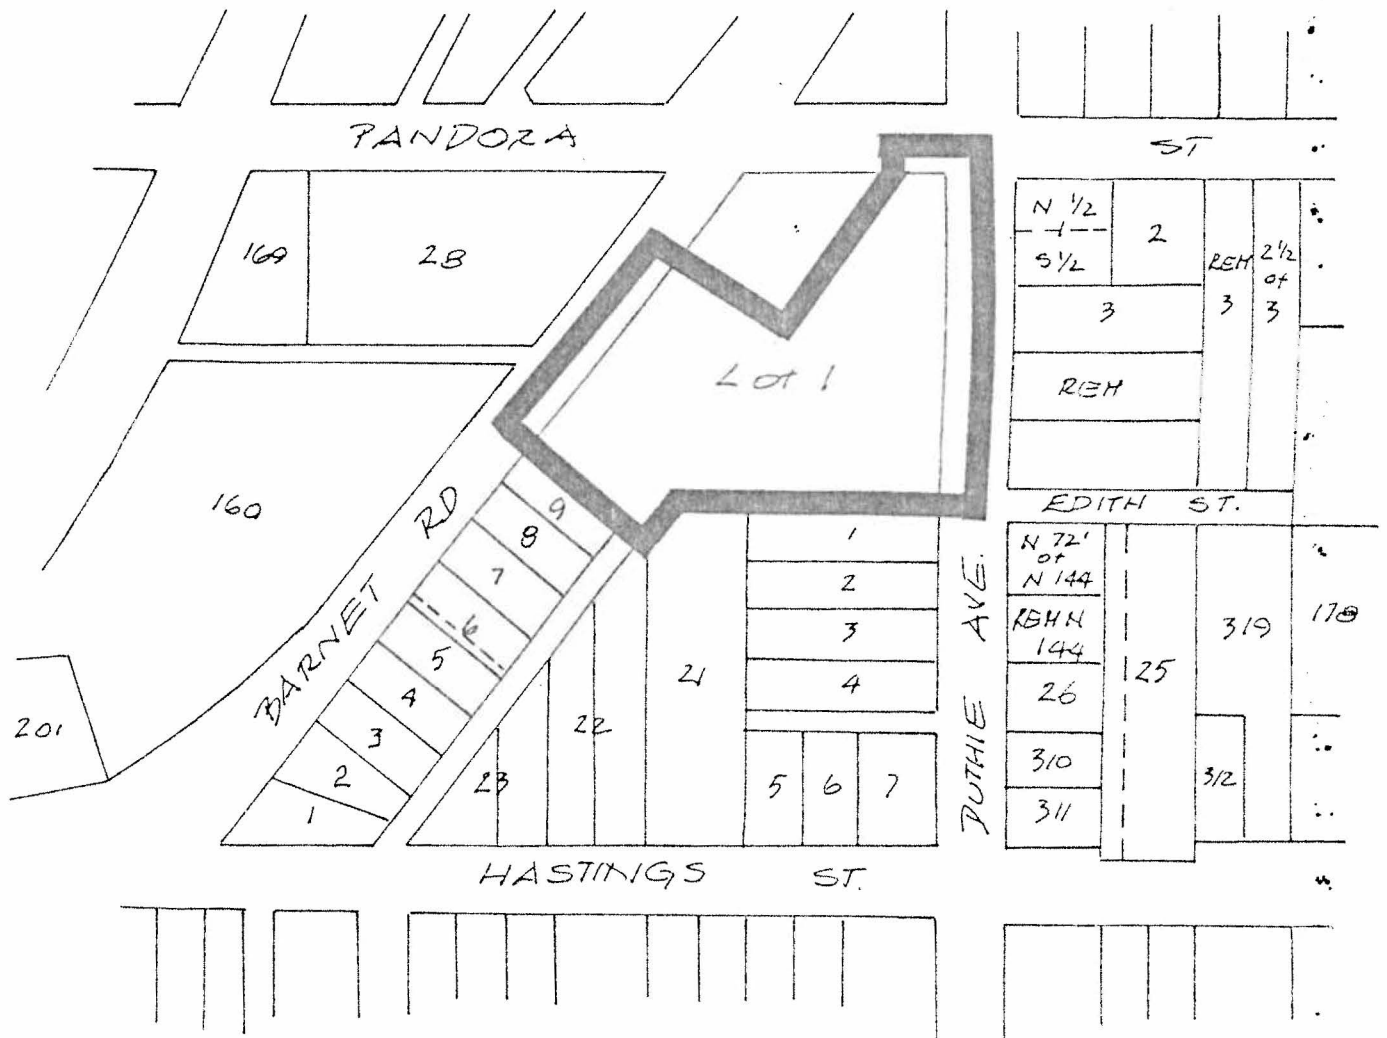 PANDORA ST
169 28
N 1/2
S 1/2
2
REM
3
2 1/2
of
3
3
REM
Lot 1
160
BARNET RD
EDITH ST.
9
8
7
6
5
4
3
2
1
201
23
22
21
1
2
3
4
5 6 7
DUTHIE AVE.
N 72'
of
N 144
REM N
144
26
310
311
25
319
312
178
HASTINGS ST.